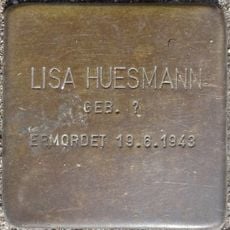 LISA HUESMANN
GEB. ?
ERMORDET 19.6.1943